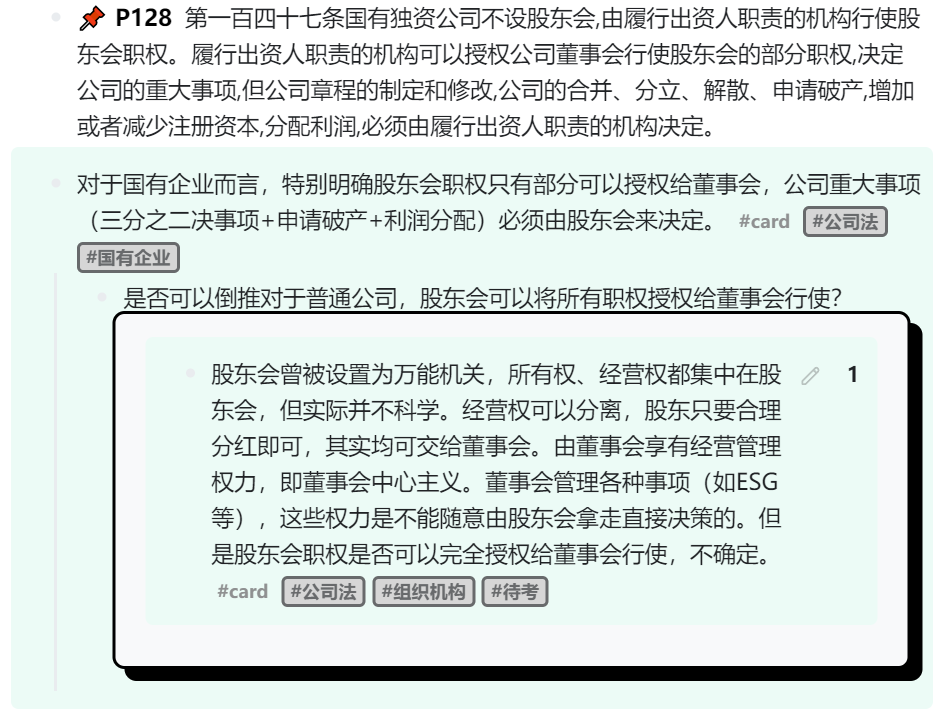 P128 第一百四十七条国有独资公司不设股东会,由履行出资人职责的机构行使股
东会职权。履行出资人职责的机构可以授权公司董事会行使股东会的部分职权,决定
公司的重大事项,但公司章程的制定和修改,公司的合并、分立、解散、申请破产,增加
或者减少注册资本,分配利润,必须由履行出资人职责的机构决定。
对于国有企业而言，特别明确股东会职权只有部分可以授权给董事会，公司重大事项
（三分之二决事项+申请破产+利润分配）必须由股东会来决定。 #card #公司法
#国有企业
是否可以倒推对于普通公司，股东会可以将所有职权授权给董事会行使？
股东会曾被设置为万能机关，所有权、经营权都集中在股 1
东会，但实际并不科学。经营权可以分离，股东只要合理
分红即可，其实均可交给董事会。由董事会享有经营管理
权力，即董事会中心主义。董事会管理各种事项（如ESG
等），这些权力是不能随意由股东会拿走直接决策的。但
是股东会职权是否可以完全授权给董事会行使，不确定。
#card #公司法 #组织机构 #待考